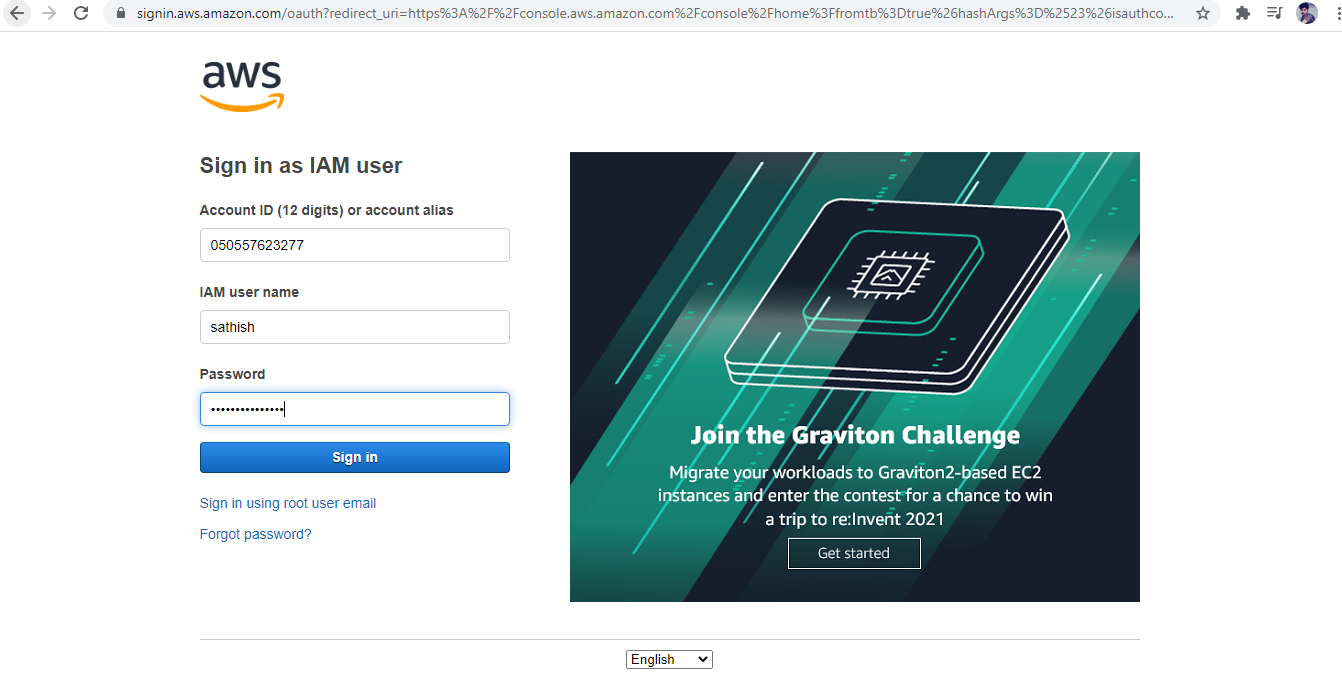 signin.aws.amazon.com/oauth?redirect_uri=https%3A%2F%2Fconsole.aws.amazon.com%2Fconsole%2Fhome%3Ffromtb%3Dtrue%26hashArgs%3D%2523%26isauthco...
aws
Sign in as IAM user
Account ID (12 digits) or account alias
050557623277
IAM user name
sathish
Password
•••••••••••••••
Sign in
Sign in using root user email
Forgot password?
Join the Graviton Challenge
Migrate your workloads to Graviton2-based EC2
instances and enter the contest for a chance to win
a trip to re:Invent 2021
Get started
English